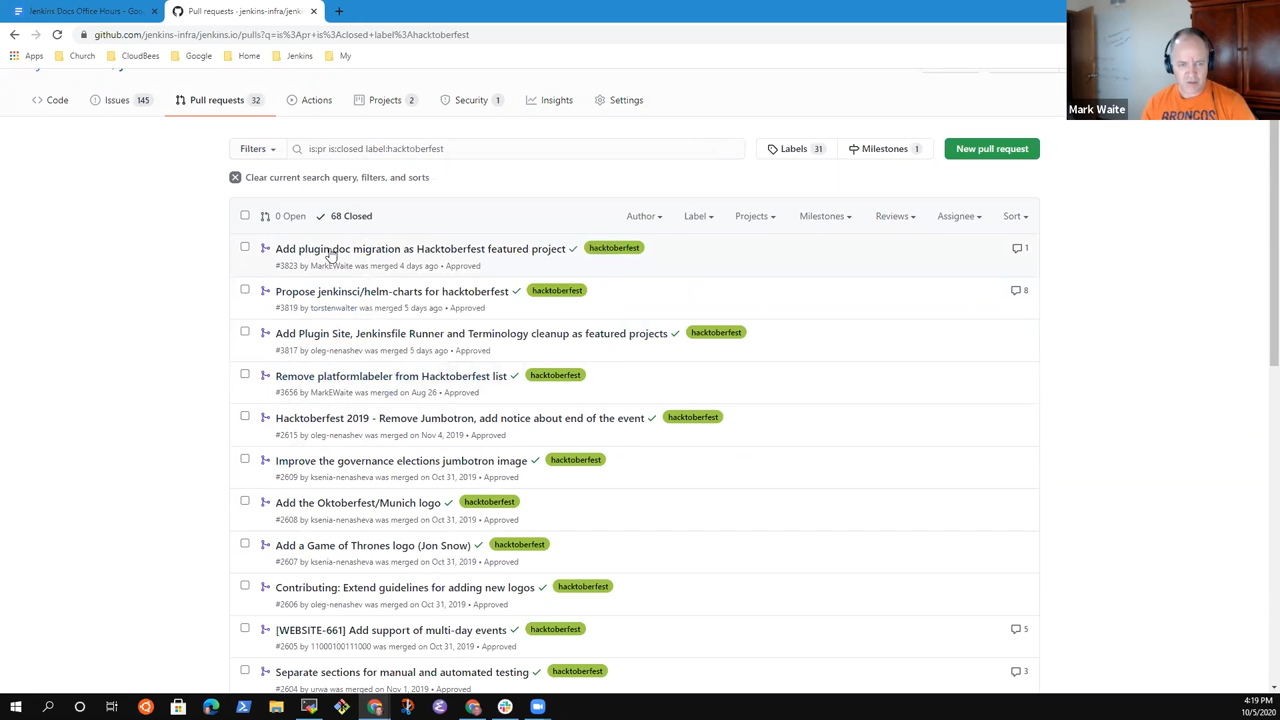 Jenkins Docs Office Hours - Goo
Pull requests · jenkins-infra/jenki
github.com/jenkins-infra/jenkins.io/pulls?q=is%3Apr+is%3Aclosed+label%3Ahacktoberfest
Apps Church CloudBees Google Home Jenkins My
Code Issues 145 Pull requests 32 Actions Projects 2 Security 1 Insights Settings
Mark Waite
BRONCOS
Filters is:pr is:closed label:hacktoberfest Labels 31 Milestones 1 New pull request
Clear current search query, filters, and sorts
0 Open 68 Closed Author Label Projects Milestones Reviews Assignee Sort
Add plugin doc migration as Hacktoberfest featured project hacktoberfest 1
#3823 by MarkEWaite was merged 4 days ago • Approved
Propose jenkinsci/helm-charts for hacktoberfest hacktoberfest 8
#3819 by torstenwalter was merged 5 days ago • Approved
Add Plugin Site, Jenkinsfile Runner and Terminology cleanup as featured projects hacktoberfest
#3817 by oleg-nenashev was merged 5 days ago • Approved
Remove platformlabeler from Hacktoberfest list hacktoberfest
#3656 by MarkEWaite was merged on Aug 26 • Approved
Hacktoberfest 2019 - Remove Jumbotron, add notice about end of the event hacktoberfest
#2615 by oleg-nenashev was merged on Nov 4, 2019 • Approved
Improve the governance elections jumbotron image hacktoberfest
#2609 by ksenia-nenasheva was merged on Oct 31, 2019 • Approved
Add the Oktoberfest/Munich logo hacktoberfest
#2608 by ksenia-nenasheva was merged on Oct 31, 2019 • Approved
Add a Game of Thrones logo (Jon Snow) hacktoberfest
#2607 by ksenia-nenasheva was merged on Oct 31, 2019 • Approved
Contributing: Extend guidelines for adding new logos hacktoberfest
#2606 by oleg-nenashev was merged on Oct 31, 2019 • Approved
[WEBSITE-661] Add support of multi-day events hacktoberfest 5
#2605 by 11000100111000 was merged on Oct 31, 2019 • Approved
Separate sections for manual and automated testing hacktoberfest 3
#2604 by urwa was merged on Nov 1, 2019 • Approved
4:19 PM
10/5/2020